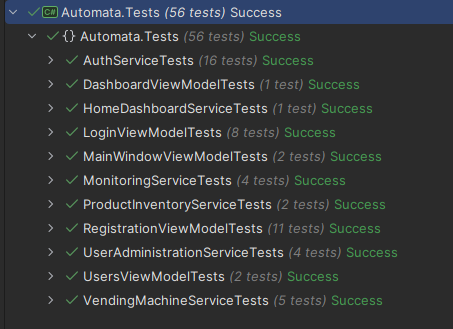 C# Automata.Tests (56 tests) Success
{} Automata.Tests (56 tests) Success
AuthServiceTests (16 tests) Success
DashboardViewModelTests (1 test) Success
HomeDashboardServiceTests (1 test) Success
LoginViewModelTests (8 tests) Success
MainWindowViewModelTests (2 tests) Success
MonitoringServiceTests (4 tests) Success
ProductInventoryServiceTests (2 tests) Success
RegistrationViewModelTests (11 tests) Success
UserAdministrationServiceTests (4 tests) Success
UsersViewModelTests (2 tests) Success
VendingMachineServiceTests (5 tests) Success